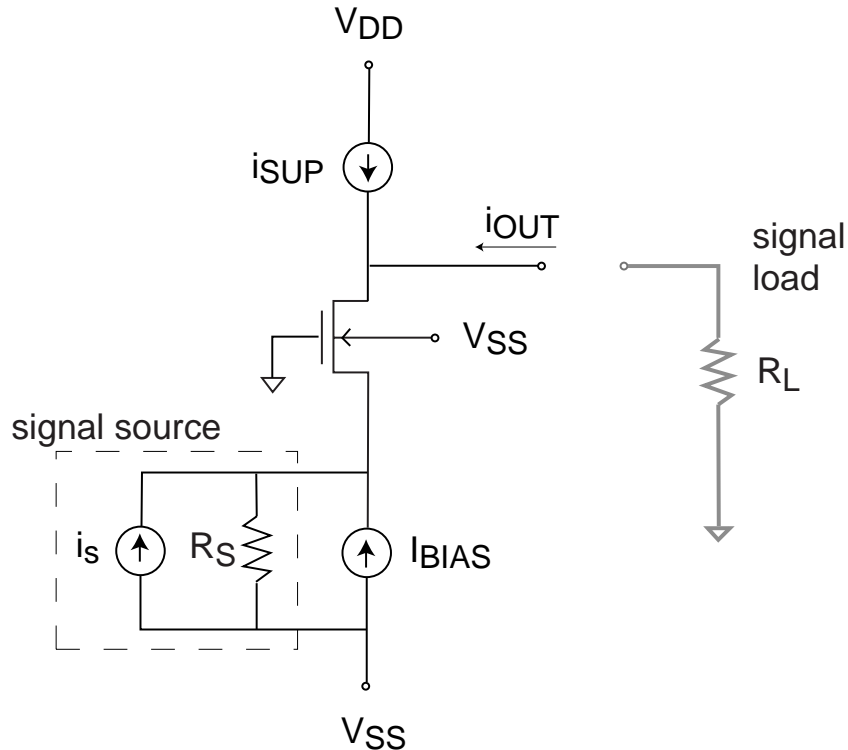 VDD
iSUP
iOUT
signal
load
VSS
RL
signal source
is
RS
IBIAS
VSS